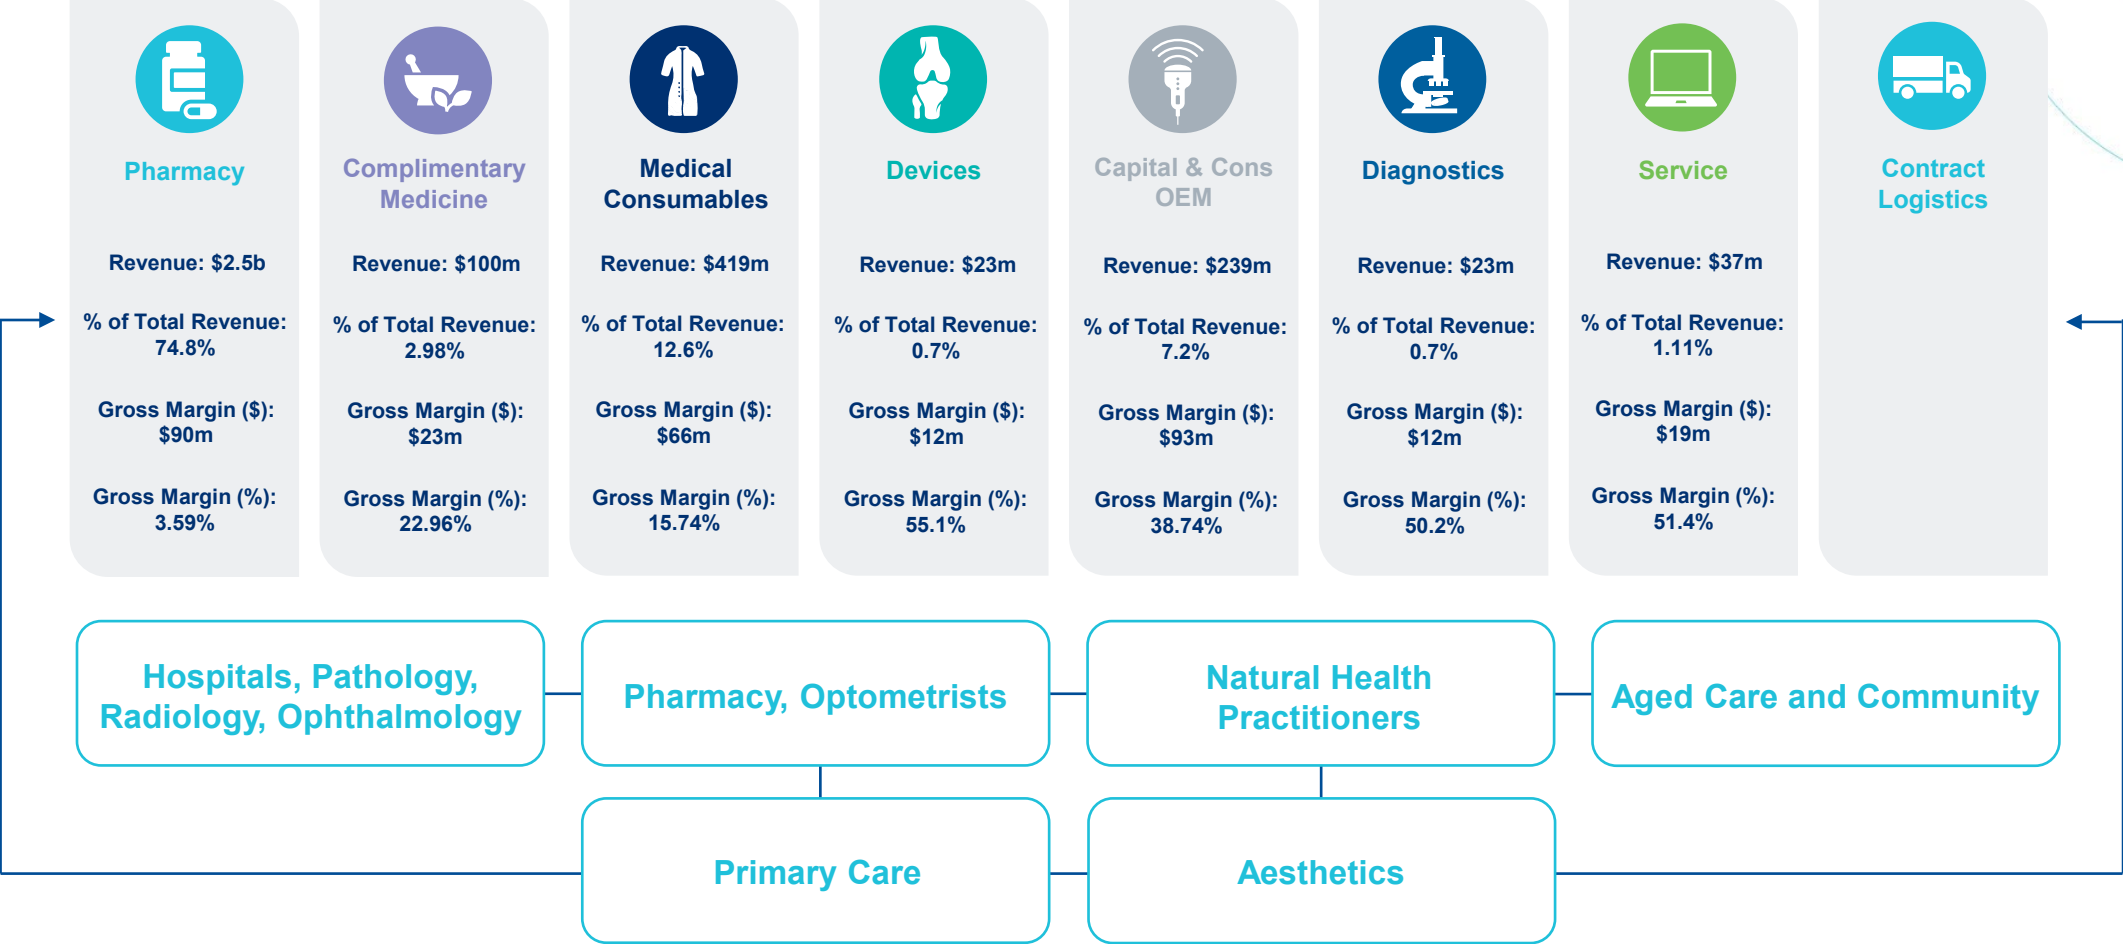 Pharmacy
Revenue: $2.5b
% of Total Revenue:
74.8%
Gross Margin ($):
$90m
Gross Margin (%):
3.59%
Complimentary
Medicine
Revenue: $100m
% of Total Revenue:
2.98%
Gross Margin ($):
$23m
Gross Margin (%):
22.96%
Medical
Consumables
Revenue: $419m
% of Total Revenue:
12.6%
Gross Margin ($):
$66m
Gross Margin (%):
15.74%
Devices
Revenue: $23m
% of Total Revenue:
0.7%
Gross Margin ($):
$12m
Gross Margin (%):
55.1%
Capital & Cons
OEM
Revenue: $239m
% of Total Revenue:
7.2%
Gross Margin ($):
$93m
Gross Margin (%):
38.74%
Diagnostics
Revenue: $23m
% of Total Revenue:
0.7%
Gross Margin ($):
$12m
Gross Margin (%):
50.2%
Service
Revenue: $37m
% of Total Revenue:
1.11%
Gross Margin ($):
$19m
Gross Margin (%):
51.4%
Contract
Logistics
Hospitals, Pathology,
Radiology, Ophthalmology
Pharmacy, Optometrists
Natural Health
Practitioners
Aged Care and Community
Primary Care
Aesthetics